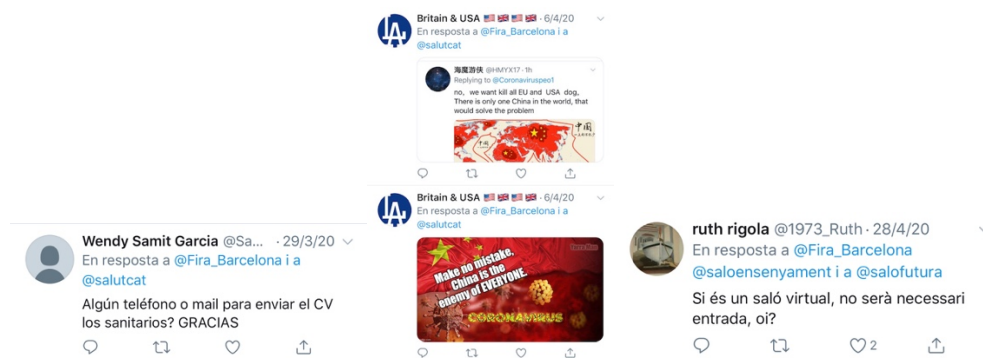 Wendy Samit Garcia @Sa... · 29/3/20
En resposta a @Fira_Barcelona i a
@salutcat
Algún teléfono o mail para enviar el CV
los sanitarios? GRACIAS
Britain & USA 🇺🇸 🇬🇧 🇺🇸 🇬🇧 · 6/4/20
En resposta a @Fira_Barcelona i a
@salutcat
海魔游侠 @HMYX17 · 1h
Replying to @Coronaviruspeo1
no, we want kill all EU and USA dog,
There is only one China in the world, that
would solve the problem
中国
中国
Britain & USA 🇺🇸 🇬🇧 🇺🇸 🇬🇧 · 6/4/20
En resposta a @Fira_Barcelona i a
@salutcat
Make no mistake,
China is the
enemy of EVERYONE.
CORONAVIRUS
ruth rigola @1973_Ruth · 28/4/20
En resposta a @Fira_Barcelona
@saloensenyament i a @salofutura
Si és un saló virtual, no serà necessari
entrada, oi?
2